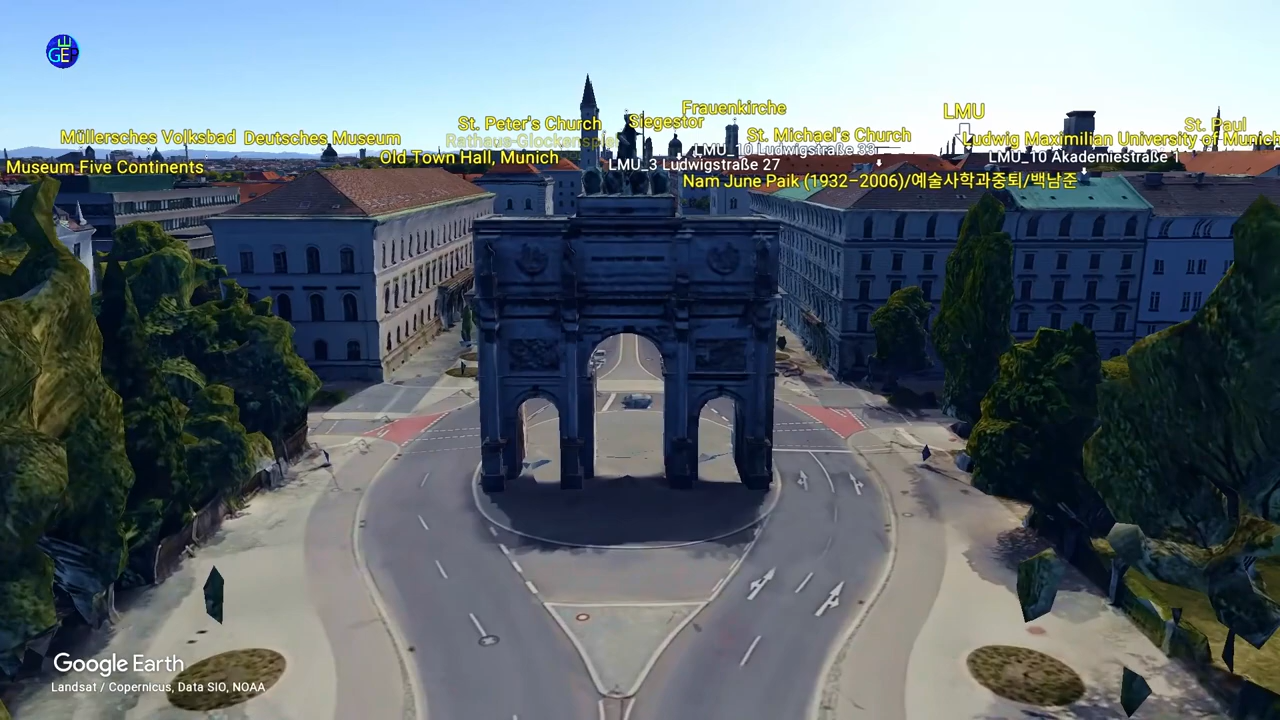 GEP
Frauenkirche
LMU
St. Peter's Church
Siegestor
St. Paul
Müllersches Volksbad
Deutsches Museum
Rathaus-Glockenspiel
St. Michael's Church
Ludwig Maximilian University of Munich
LMU_10 Ludwigstraße 33
Old Town Hall, Munich
LMU_10 Akademiestraße 1
Museum Five Continents
LMU_3 Ludwigstraße 27
Nam June Paik (1932–2006)/예술사학과중퇴/백남준
Google Earth
Landsat / Copernicus, Data SIO, NOAA